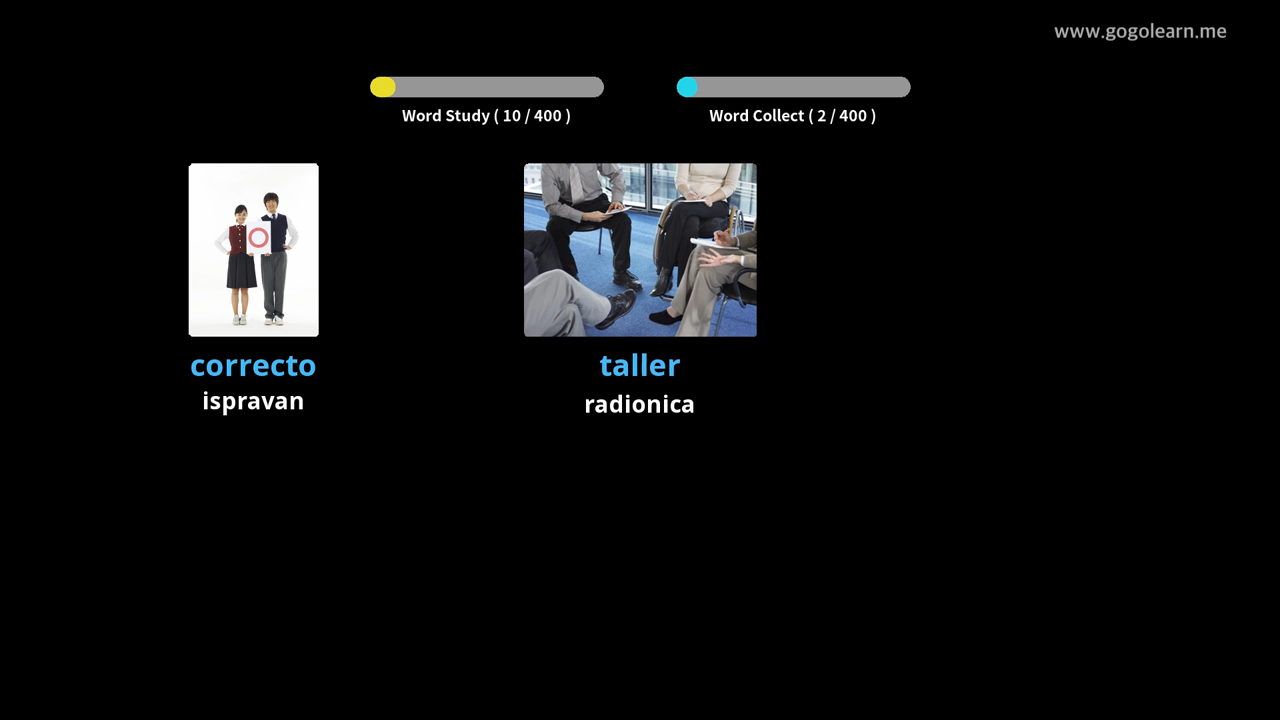 www.gogolearn.me
Word Study ( 10 / 400 )
Word Collect ( 2 / 400 )
correcto
ispravan
taller
radionica